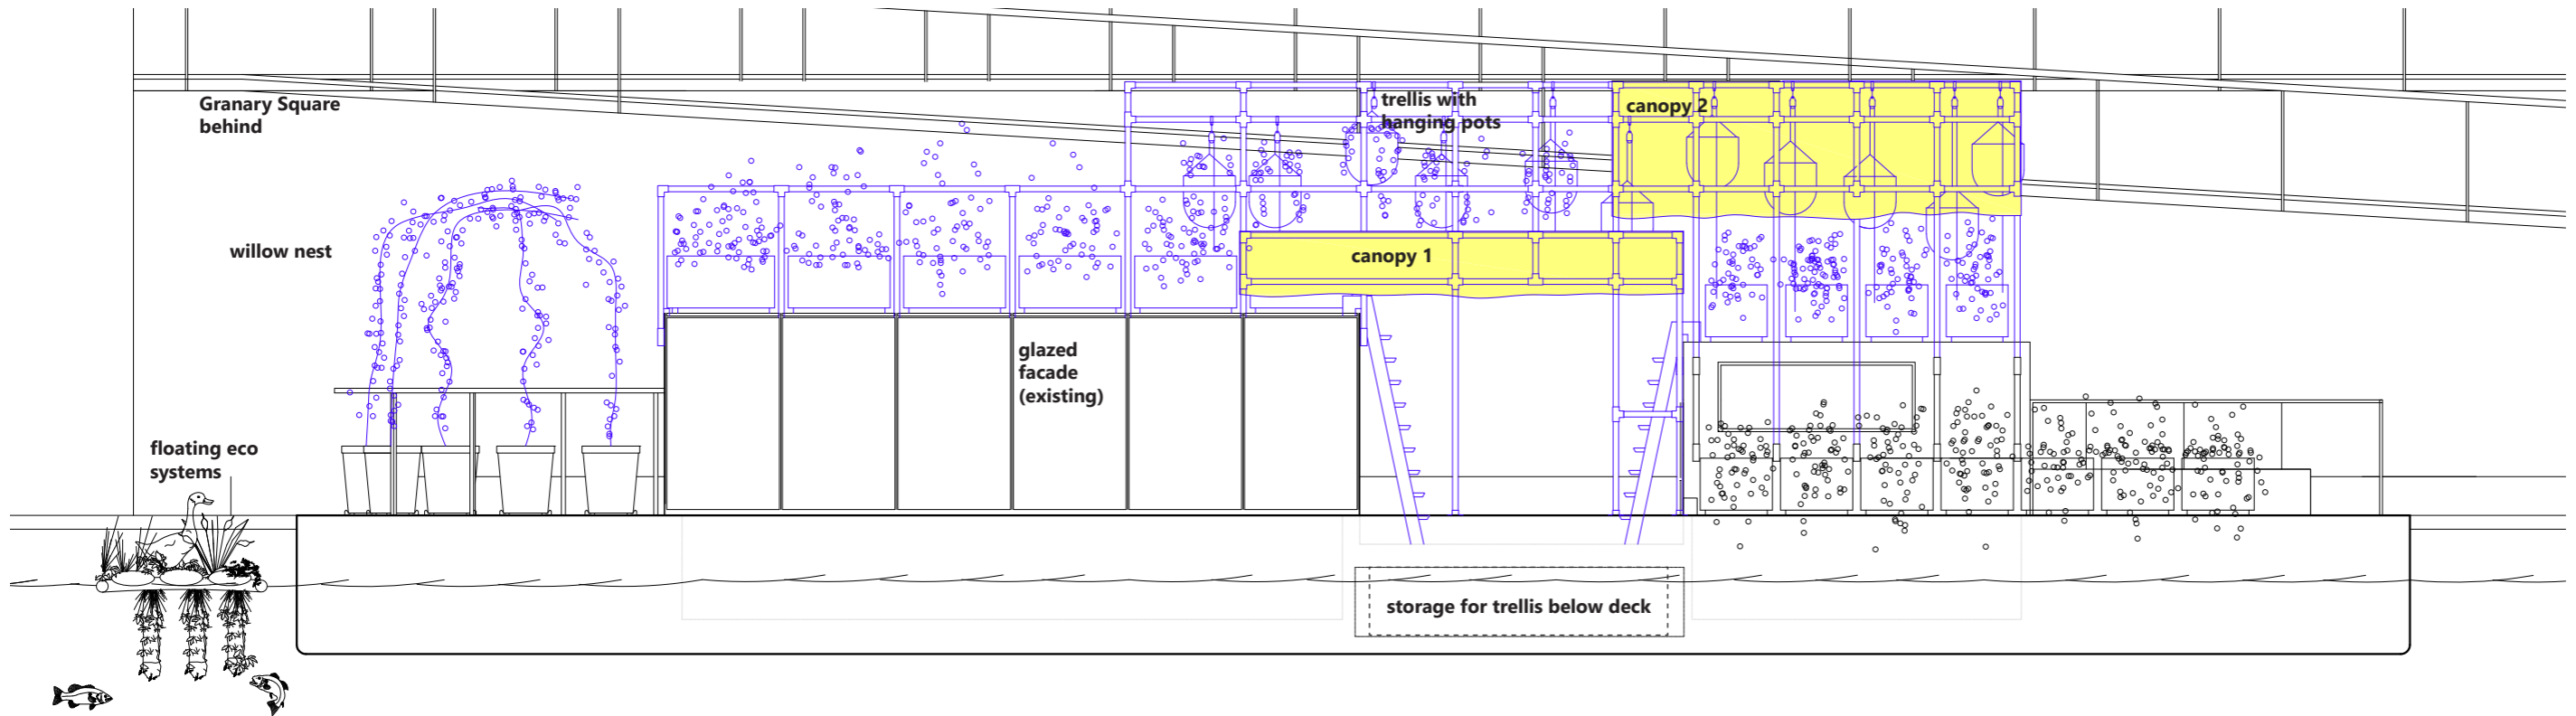 Granary Square
behind
trellis with
hanging pots
canopy 2
willow nest
canopy 1
glazed
facade
(existing)
floating eco
systems
storage for trellis below deck